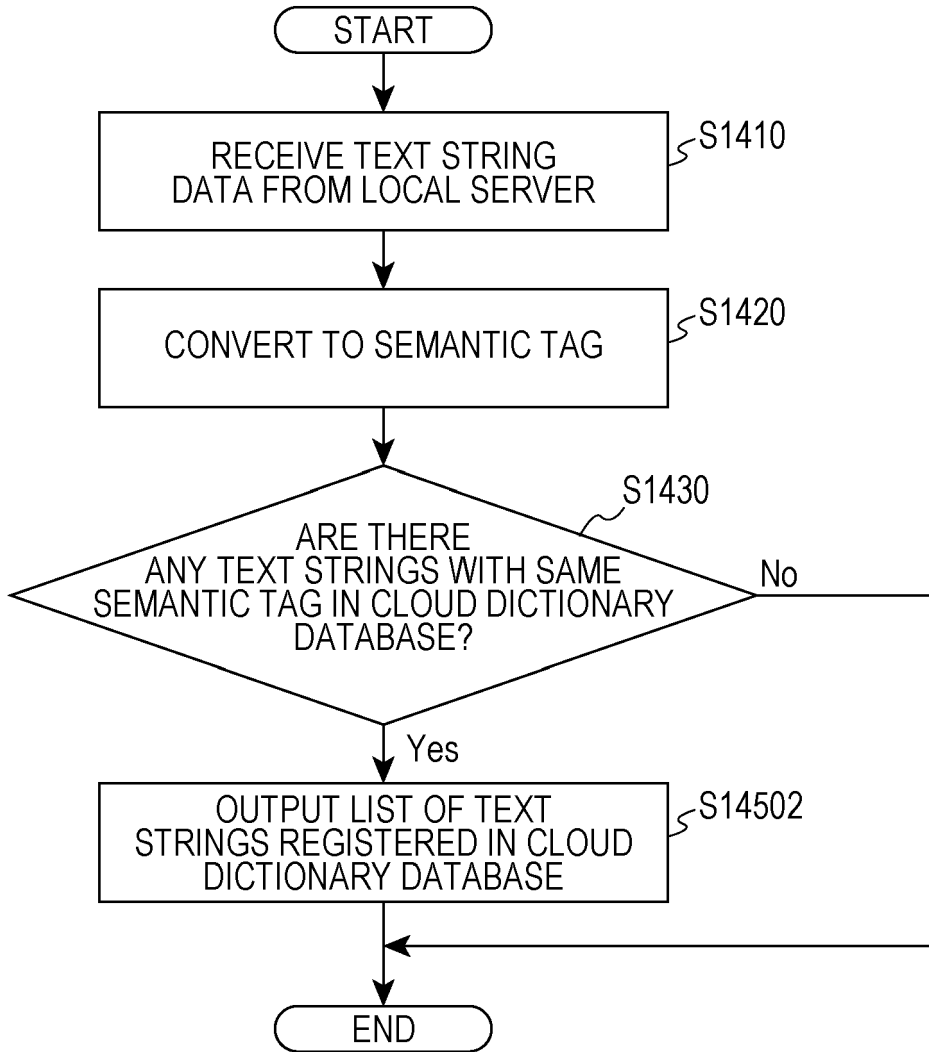 START
RECEIVE TEXT STRING
DATA FROM LOCAL SERVER
S1410
CONVERT TO SEMANTIC TAG
S1420
S1430
ARE THERE
ANY TEXT STRINGS WITH SAME
SEMANTIC TAG IN CLOUD DICTIONARY
DATABASE?
No
Yes
OUTPUT LIST OF TEXT
STRINGS REGISTERED IN CLOUD
DICTIONARY DATABASE
S14502
END